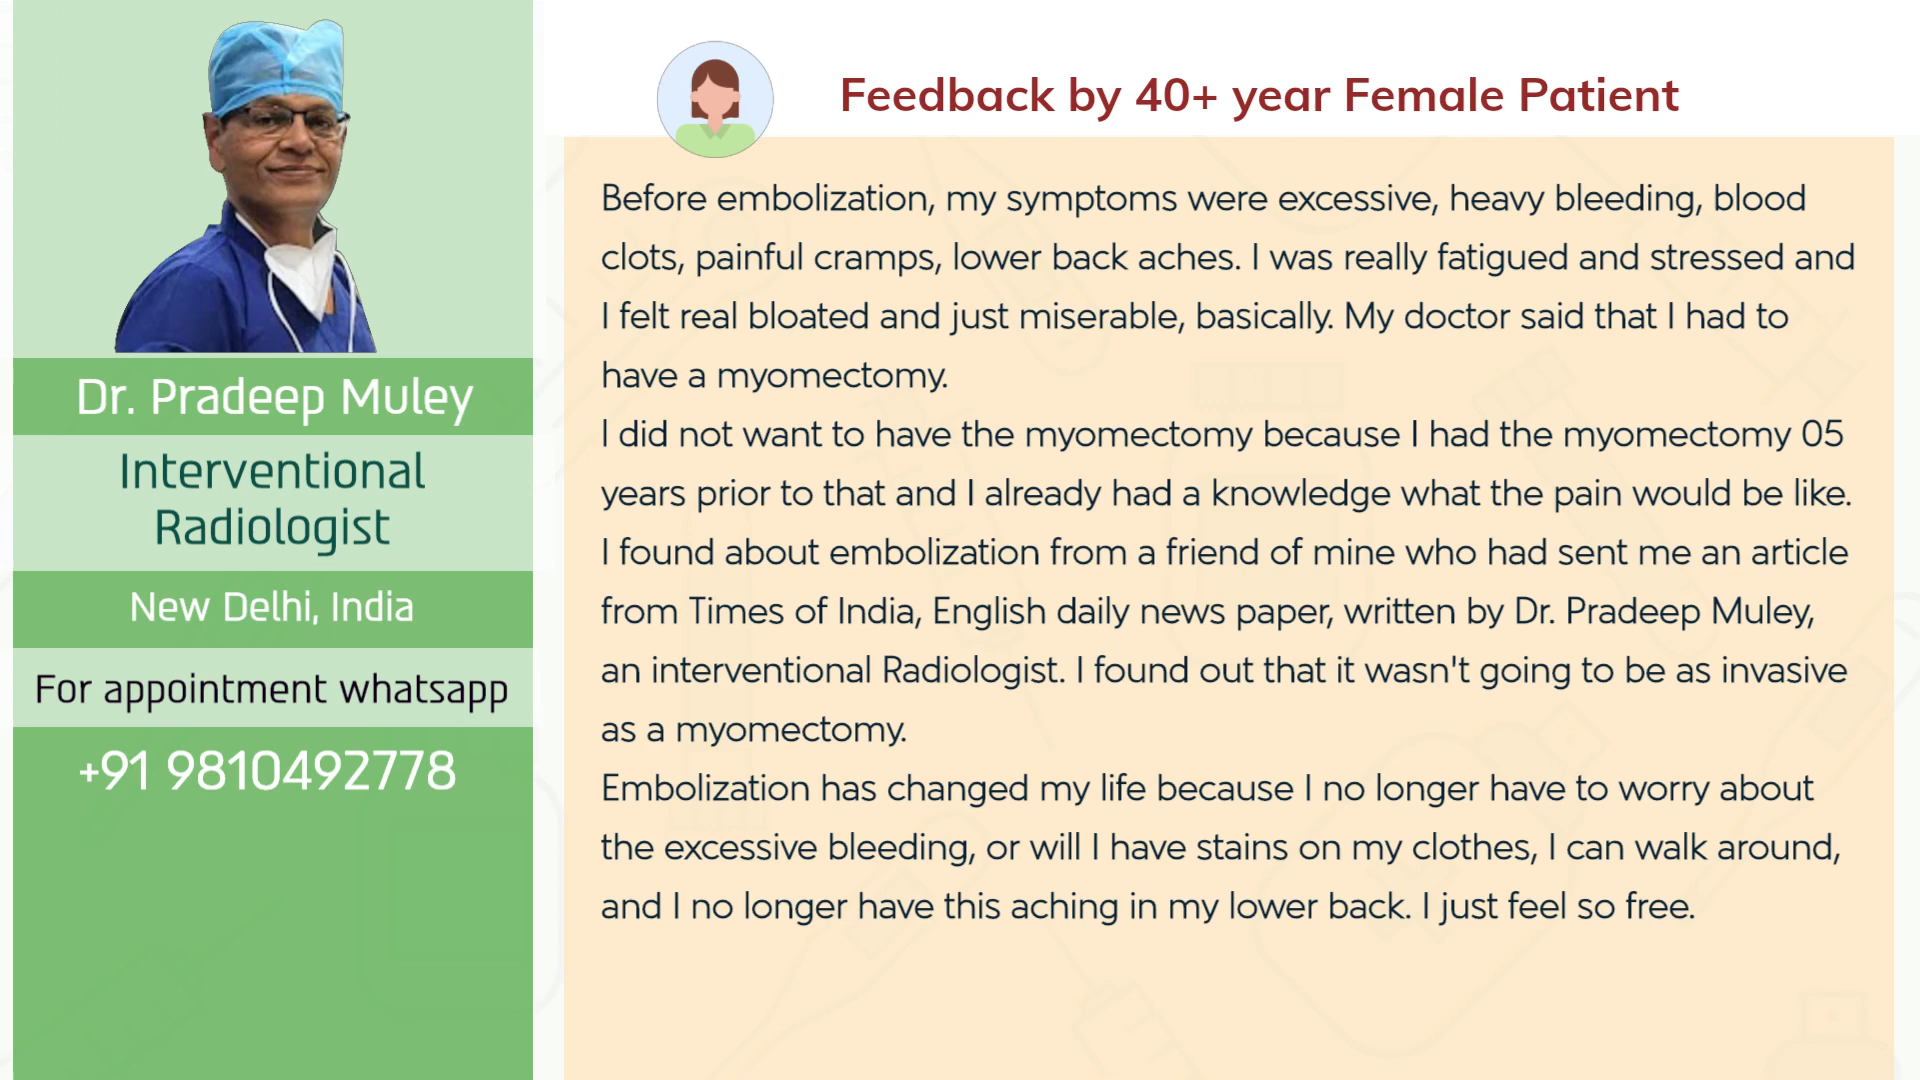 Dr. Pradeep Muley
Interventional
Radiologist
New Delhi, India
For appointment whatsapp
+91 9810492778
Feedback by 40+ year Female Patient
Before embolization, my symptoms were excessive, heavy bleeding, blood
clots, painful cramps, lower back aches. I was really fatigued and stressed and
I felt real bloated and just miserable, basically. My doctor said that I had to
have a myomectomy.
I did not want to have the myomectomy because I had the myomectomy 05
years prior to that and I already had a knowledge what the pain would be like.
I found about embolization from a friend of mine who had sent me an article
from Times of India, English daily news paper, written by Dr. Pradeep Muley,
an interventional Radiologist. I found out that it wasn't going to be as invasive
as a myomectomy.
Embolization has changed my life because I no longer have to worry about
the excessive bleeding, or will I have stains on my clothes, I can walk around,
and I no longer have this aching in my lower back. I just feel so free.